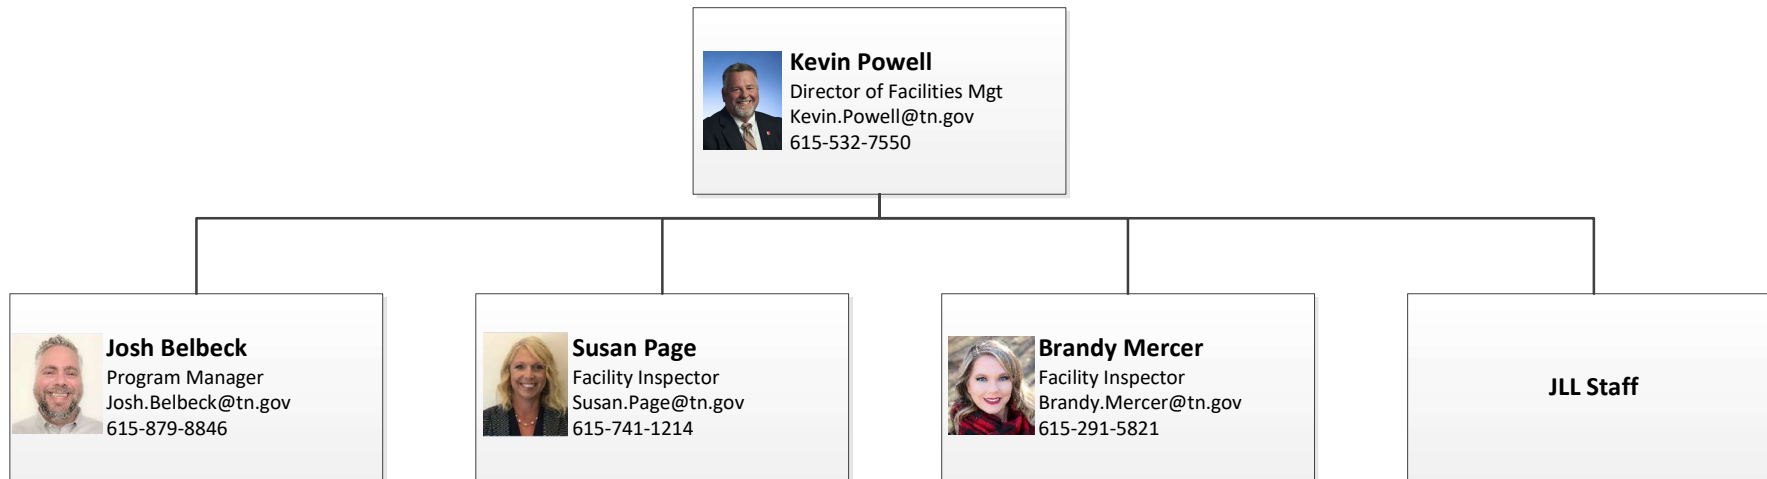 Kevin Powell
Director of Facilities Mgt
Kevin.Powell@tn.gov
615-532-7550
Josh Belbeck
Program Manager
Josh.Belbeck@tn.gov
615-879-8846
Susan Page
Facility Inspector
Susan.Page@tn.gov
615-741-1214
Brandy Mercer
Facility Inspector
Brandy.Mercer@tn.gov
615-291-5821
JLL Staff